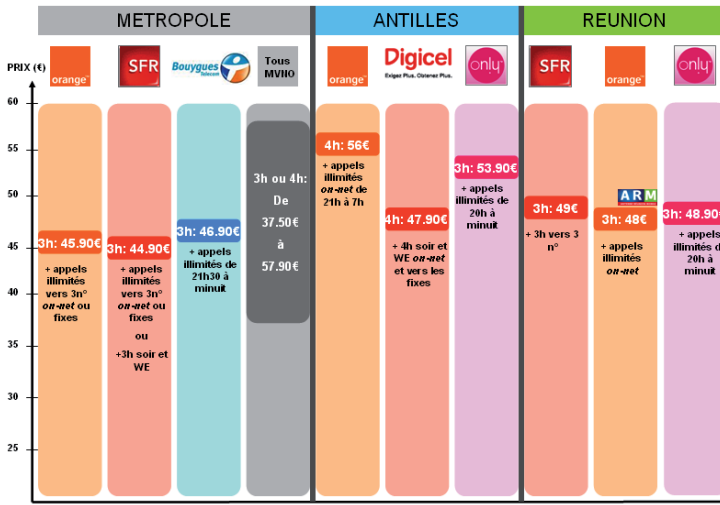 METROPOLE
ANTILLES
REUNION
PRIX (€)
orange™
SFR
Bouygues
Telecom
Tous
MVNO
orange™
Digicel
Exigez Plus. Obtenez Plus.
only
SFR
orange™
only
60
55
50
45
40
35
30
25
3h: 45.90€
+ appels
illimités
vers 3n°
on-net ou
fixes
3h: 44.90€
+ appels
illimités
vers 3n°
on-net ou
fixes
ou
+3h soir et
WE
3h: 46.90€
+ appels
illimités de
21h30 à
minuit
3h ou 4h:
De
37.50€
à
57.90€
4h: 56€
+ appels
illimités
on-net de
21h à 7h
4h: 47.90€
+ 4h soir et
WE on-net
et vers les
fixes
3h: 53.90€
+ appels
illimités de
20h à
minuit
3h: 49€
+ 3h vers 3
n°
ARM
3h: 48€
+ appels
illimités
on-net
3h: 48.90€
+ appels
illimités d
20h à
minuit